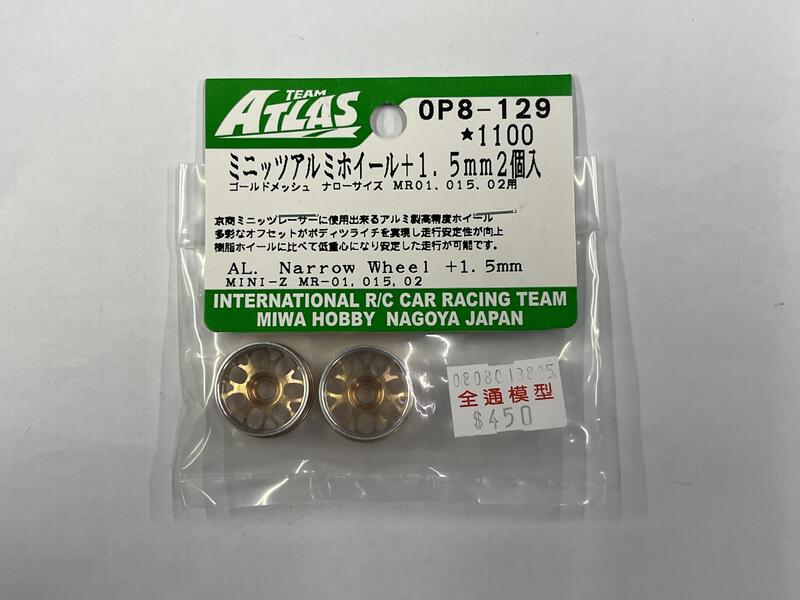 TEAM
ATLAS
OP8-129
★1100
ミニッツアルミホイール+1.5mm2個入
ゴールドメッシュ ナローサイズ MR01, 015, 02用
京商ミニッツレーサーに使用出来るアルミ製高精度ホイール
多彩なオフセットがボディツライチを実現し走行安定性が向上
樹脂ホイールに比べて低重心になり安定した走行が可能です。
AL. Narrow Wheel +1.5mm
MINI-Z MR-01, 015, 02
INTERNATIONAL R/C CAR RACING TEAM
MIWA HOBBY NAGOYA JAPAN
全通模型
$450